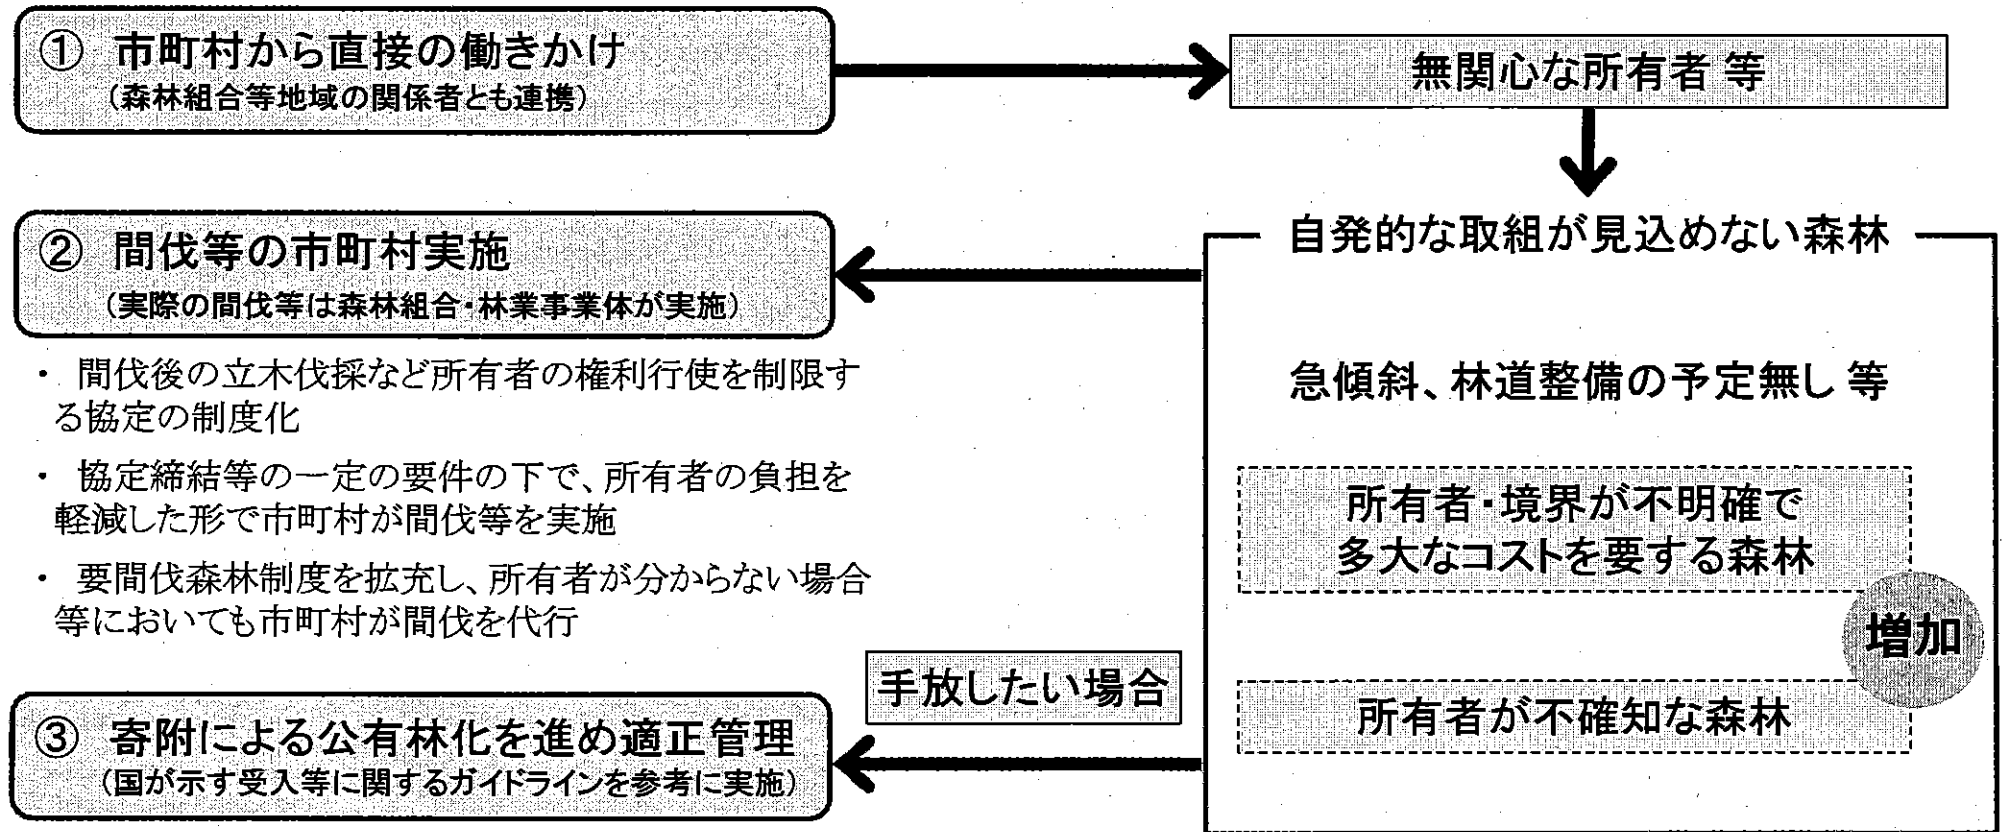 ① 市町村から直接の働きかけ
（森林組合等地域の関係者とも連携）
無関心な所有者 等
② 間伐等の市町村実施
（実際の間伐等は森林組合・林業事業体が実施）
・ 間伐後の立木伐採など所有者の権利行使を制限す
る協定の制度化
・ 協定締結等の一定の要件の下で、所有者の負担を
軽減した形で市町村が間伐等を実施
・ 要間伐森林制度を拡充し、所有者が分からない場合
等においても市町村が間伐を代行
自発的な取組が見込めない森林
急傾斜、林道整備の予定無し 等
所有者・境界が不明確で
多大なコストを要する森林
増加
所有者が不確知な森林
手放したい場合
③ 寄附による公有林化を進め適正管理
（国が示す受入等に関するガイドラインを参考に実施）